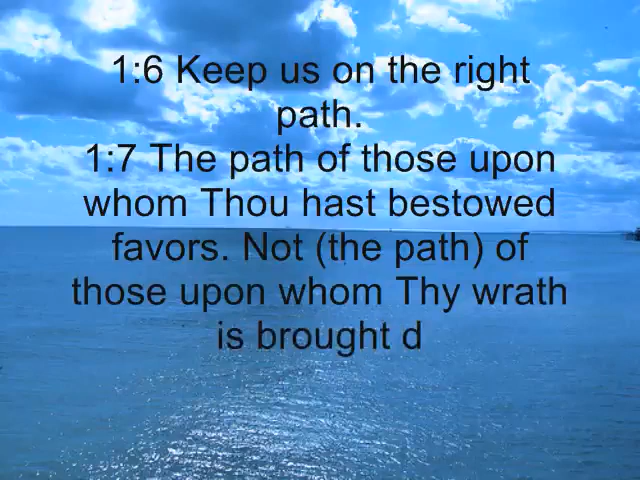 1:6 Keep us on the right
path.
1:7 The path of those upon
whom Thou hast bestowed
favors. Not (the path) of
those upon whom Thy wrath
is brought d